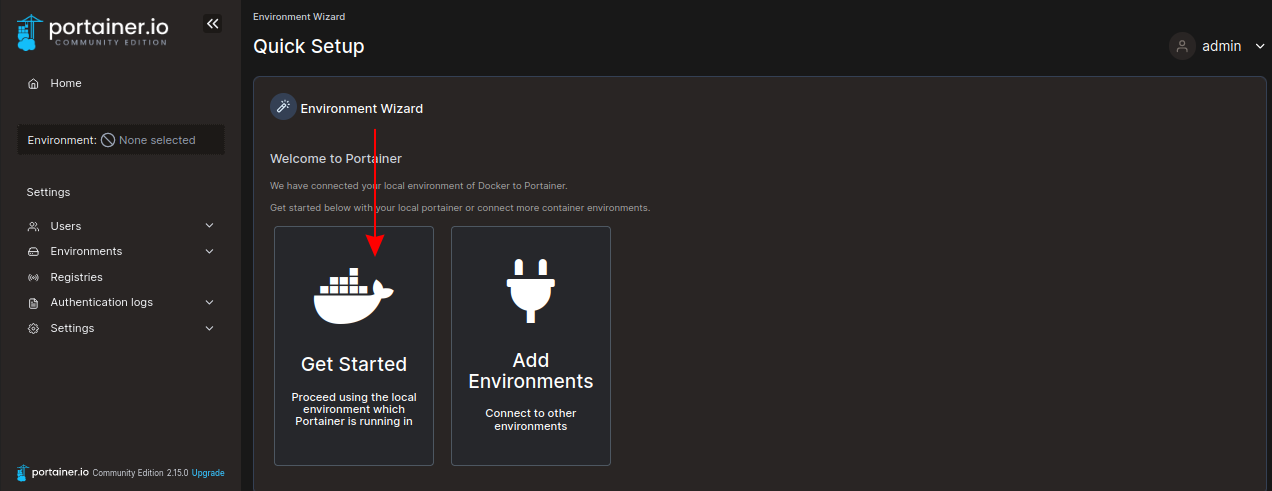 portainer.io
COMMUNITY EDITION
Home
Environment: None selected
Settings
Users
Environments
Registries
Authentication logs
Settings
portainer.io Community Edition 2.15.0 Upgrade
Environment Wizard
Quick Setup
admin
Environment Wizard
Welcome to Portainer
We have connected your local environment of Docker to Portainer.
Get started below with your local portainer or connect more container environments.
Get Started
Proceed using the local
environment which
Portainer is running in
Add
Environments
Connect to other
environments